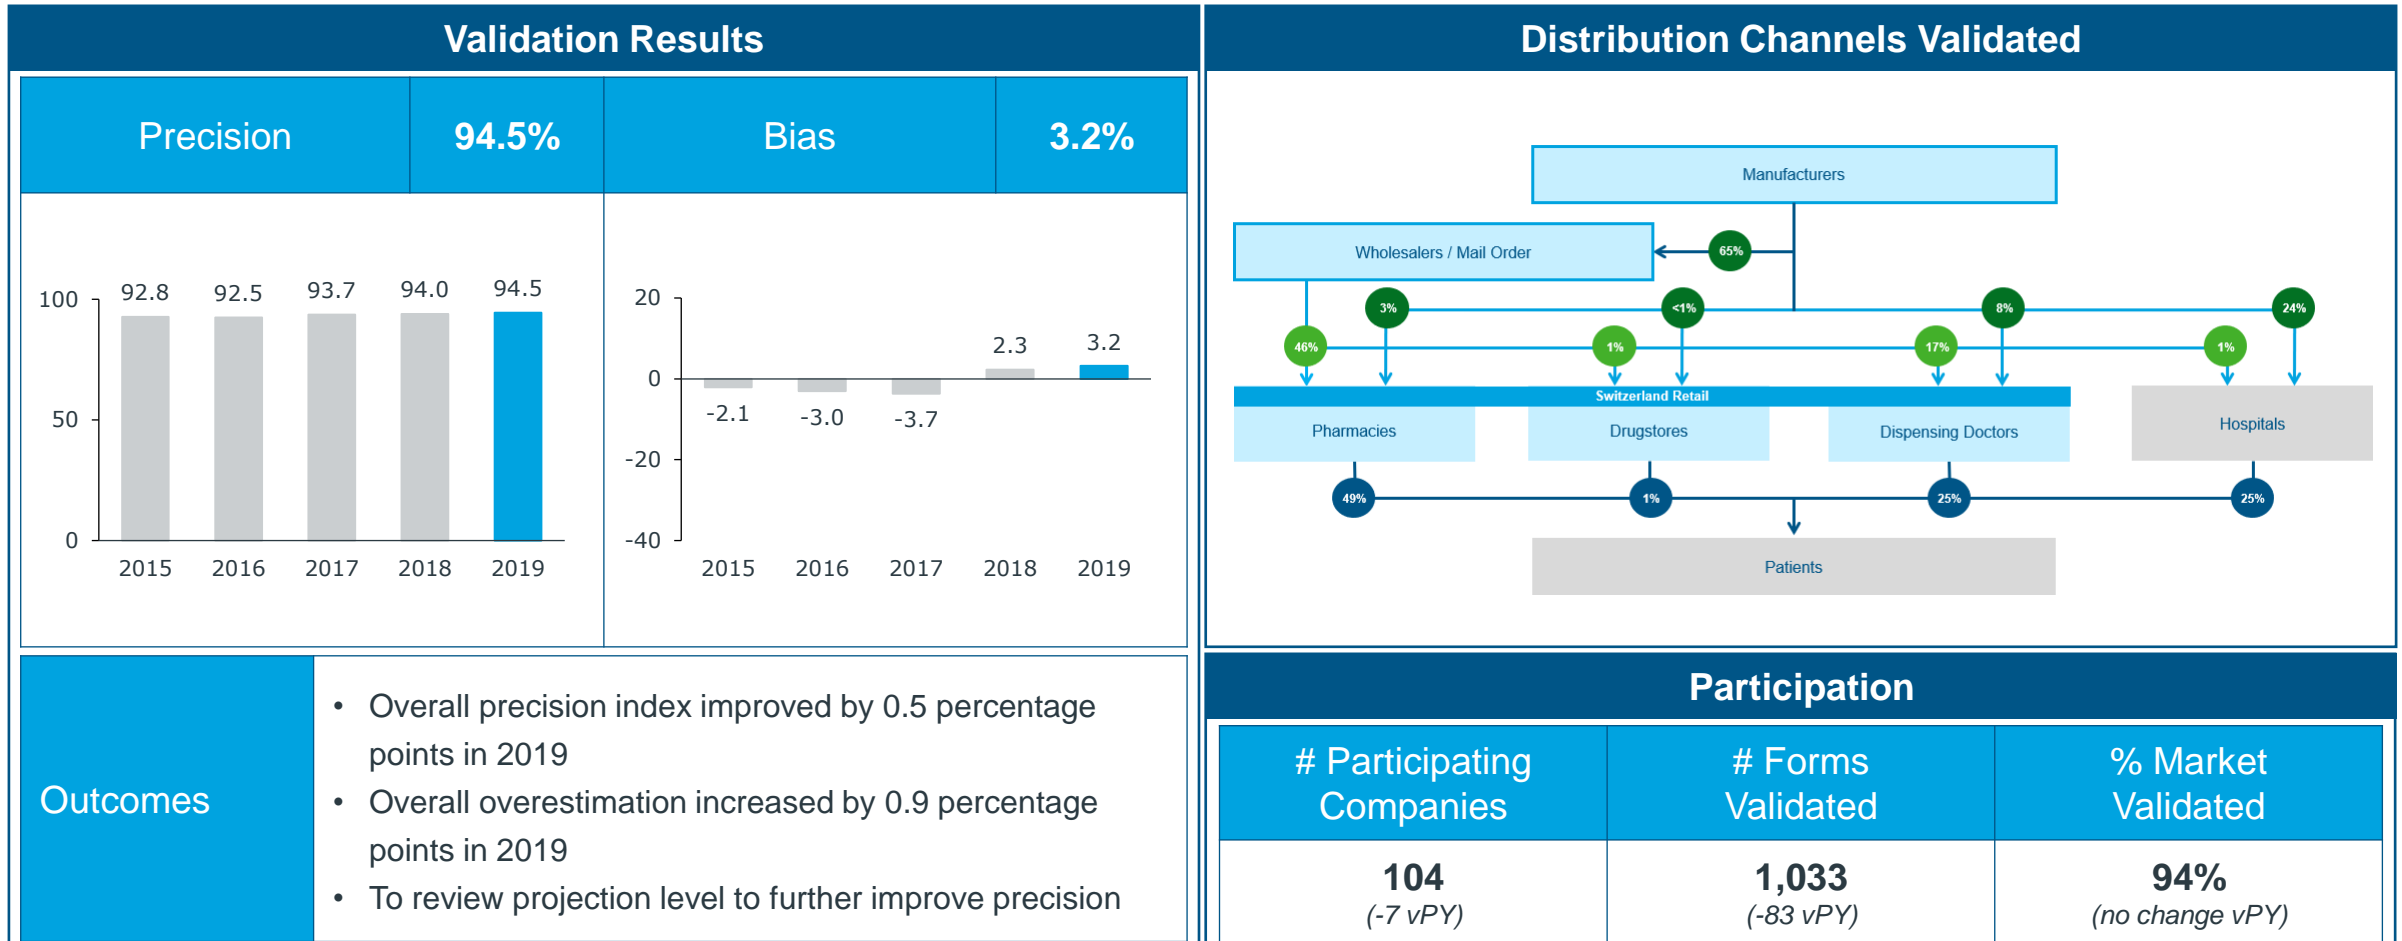 Validation Results
Precision
94.5%
Bias
3.2%
100
50
0
92.8
92.5
93.7
94.0
94.5
2015
2016
2017
2018
2019
20
0
-20
-40
-2.1
-3.0
-3.7
2.3
3.2
2015
2016
2017
2018
2019
Outcomes
• Overall precision index improved by 0.5 percentage
points in 2019
• Overall overestimation increased by 0.9 percentage
points in 2019
• To review projection level to further improve precision
Distribution Channels Validated
Manufacturers
Wholesalers / Mail Order
65%
3%
<1%
8%
24%
46%
1%
17%
1%
Switzerland Retail
Pharmacies
Drugstores
Dispensing Doctors
Hospitals
49%
1%
25%
25%
Patients
Participation
# Participating
Companies
# Forms
Validated
% Market
Validated
104
(-7 vPY)
1,033
(-83 vPY)
94%
(no change vPY)